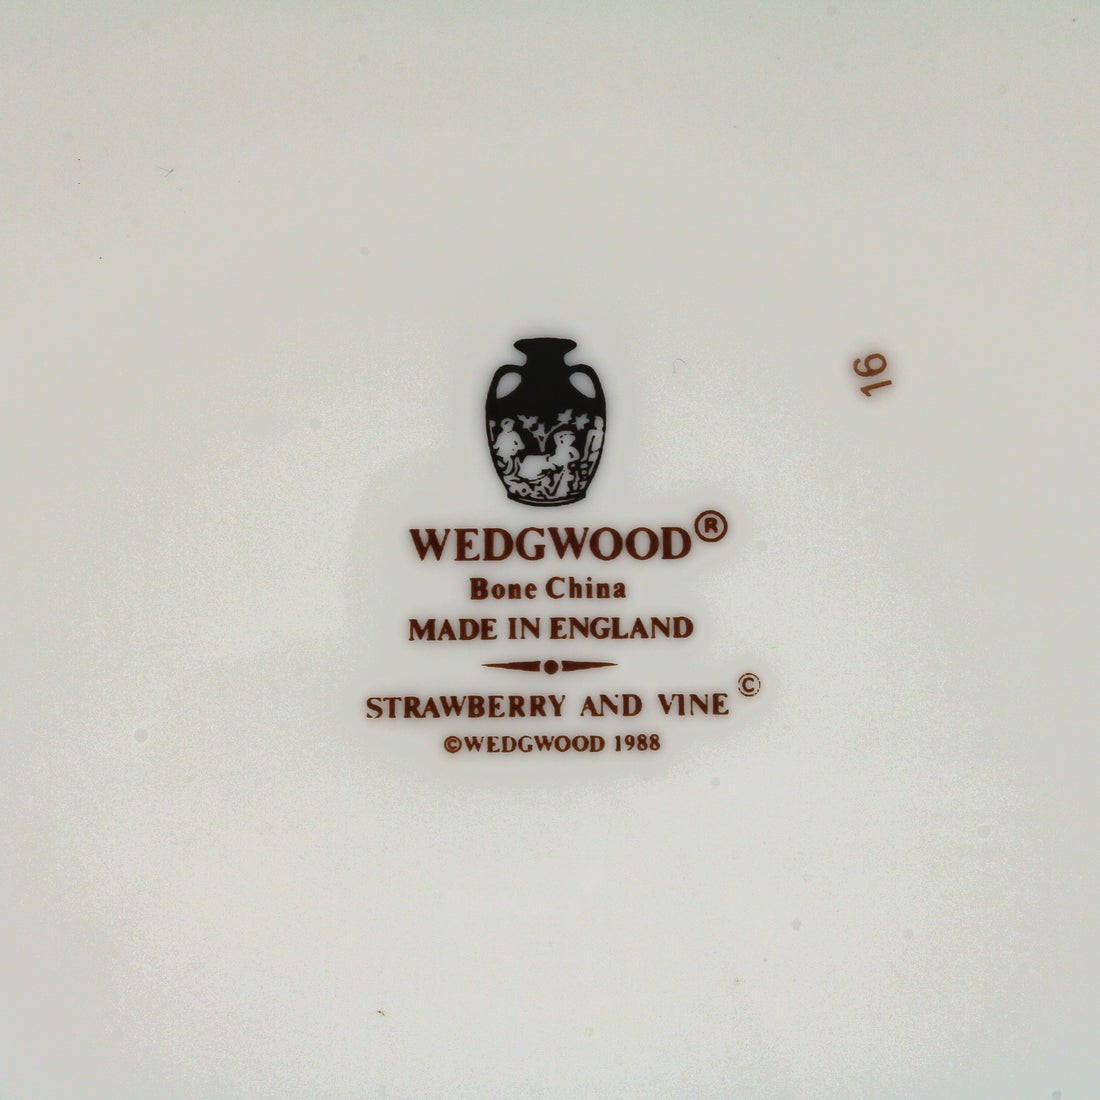 WEDGWOOD®
Bone China
MADE IN ENGLAND
STRAWBERRY AND VINE ©
©WEDGWOOD 1988
16